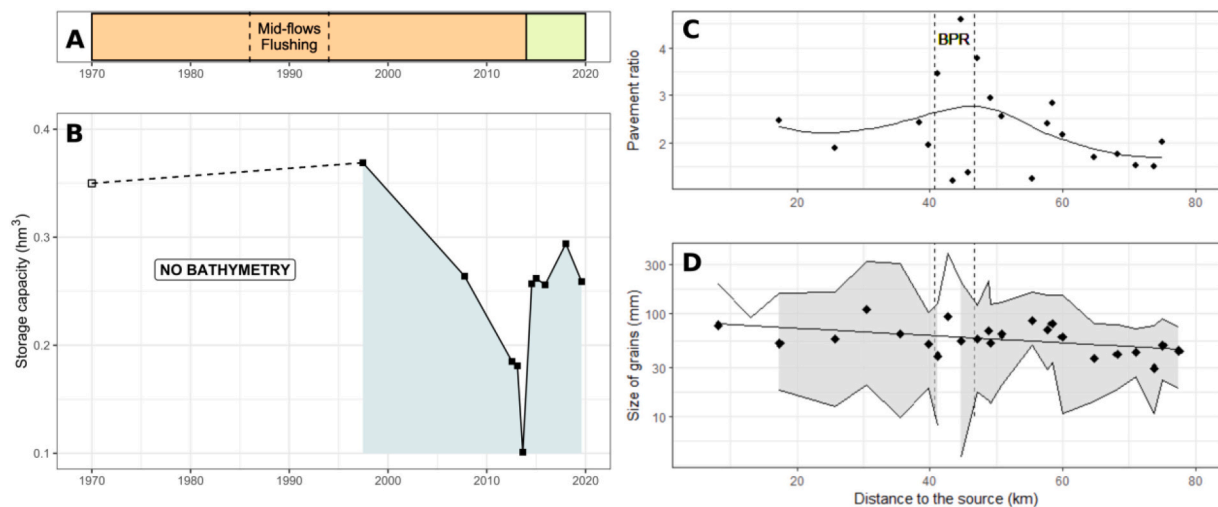 A
Mid-flows
Flushing
1970
1980
1990
2000
2010
2020
B
Storage capacity (hm³)
0.4
0.3
0.2
0.1
NO BATHYMETRY
1970
1980
1990
2000
2010
2020
C
BPR
Pavement ratio
4
3
2
20
40
60
80
D
Size of grains (mm)
300
100
30
10
20
40
60
80
Distance to the source (km)